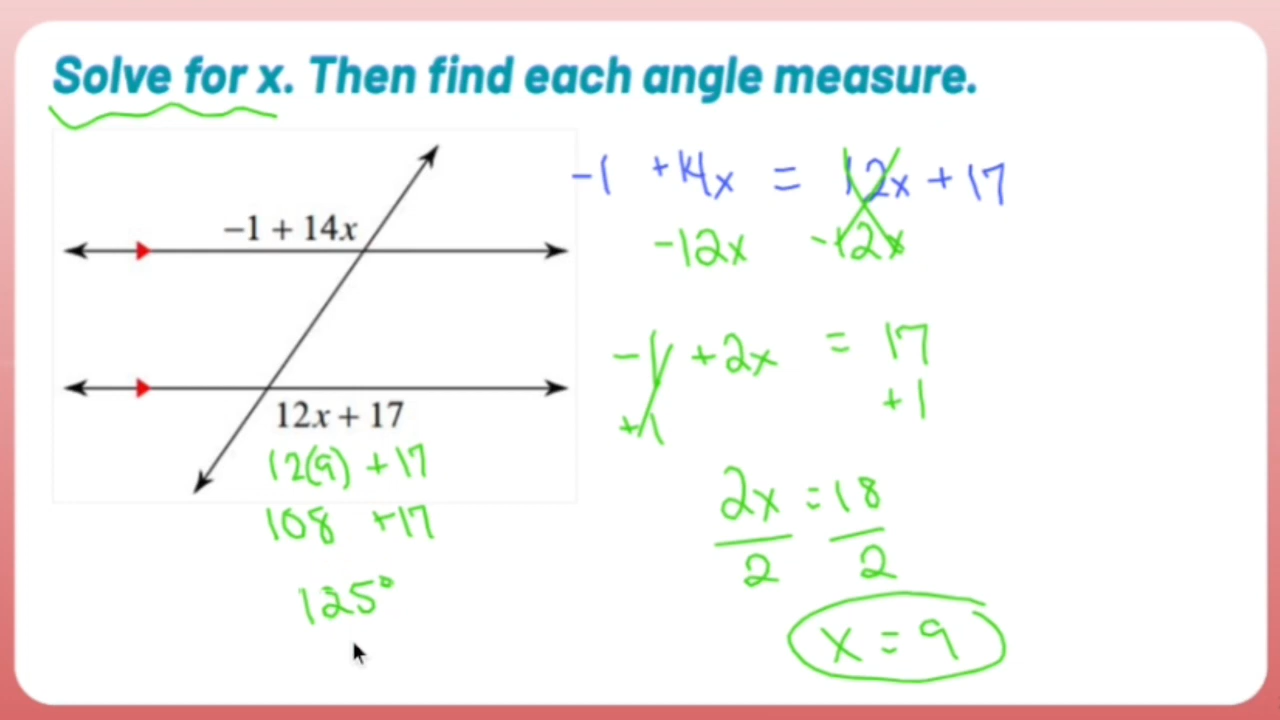 Solve for x. Then find each angle measure.
−1 + 14x
12x + 17
12(9) + 17
108 + 17
125°
-1 + 14x = 12x + 17
-12x -12x
-1 + 2x = 17
+1 +1
2x = 18
2 2
x = 9